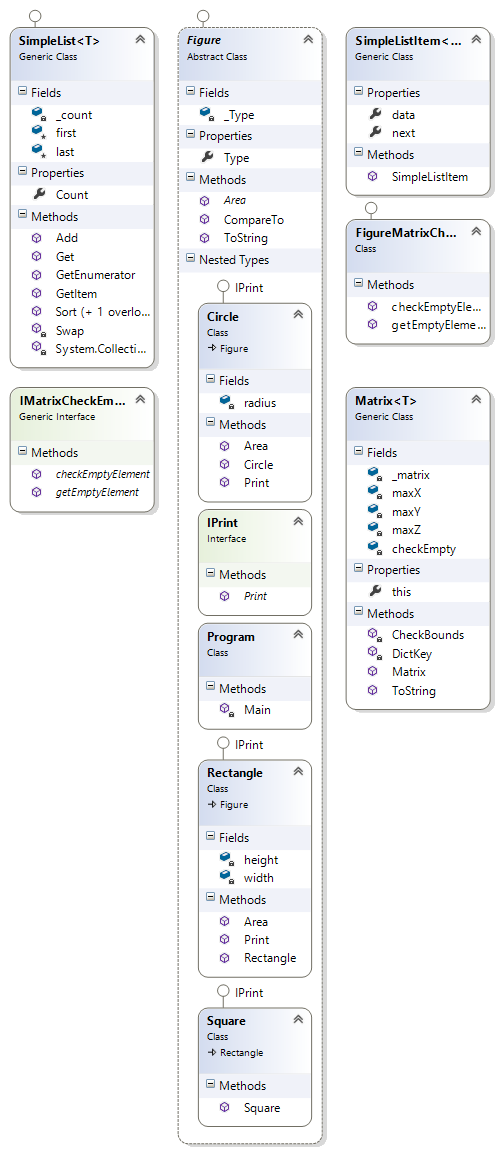 SimpleList<T>
Generic Class
Fields
_count
first
last
Properties
Count
Methods
Add
Get
GetEnumerator
GetItem
Sort (+ 1 overlo...
Swap
System.Collecti...
IMatrixCheckEm...
Generic Interface
Methods
checkEmptyElement
getEmptyElement
Figure
Abstract Class
Fields
_Type
Properties
Type
Methods
Area
CompareTo
ToString
Nested Types
IPrint
Circle
Class
Figure
Fields
radius
Methods
Area
Circle
Print
IPrint
Interface
Methods
Print
Program
Class
Methods
Main
IPrint
Rectangle
Class
Figure
Fields
height
width
Methods
Area
Print
Rectangle
IPrint
Square
Class
Rectangle
Methods
Square
SimpleListItem< ...
Generic Class
Properties
data
next
Methods
SimpleListItem
FigureMatrixCh...
Class
Methods
checkEmptyEle...
getEmptyEleme...
Matrix<T>
Generic Class
Fields
_matrix
maxX
maxY
maxZ
checkEmpty
Properties
this
Methods
CheckBounds
DictKey
Matrix
ToString